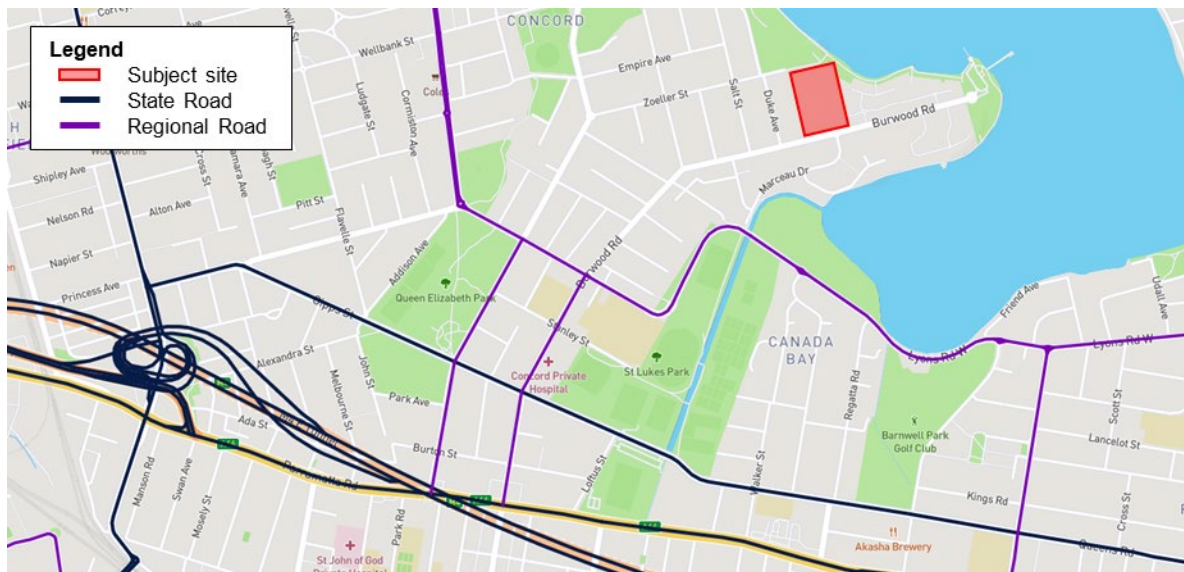 Legend
Subject site
State Road
Regional Road
CONCORD
Wellbank St
Empire Ave
Coles
Zoeller St
Salt St
Duke Ave
Burwood Rd
Ludgate St
Cormiston Ave
Marceau Dr
Shipley Ave
Cross St
Nelson Rd
Alton Ave
Pitt St
Flavelle St
Addison Ave
Napier St
Burwood Rd
Princess Ave
Queen Elizabeth Park
Gipps St
Stanley St
Friend Ave
Udall Ave
Alexandra St
John St
Concord Private
Hospital
St Lukes Park
CANADA
BAY
Lyons Rd W
Lyons Rd W
Melbourne St
Park Ave
Regatta Rd
Scott St
Ada St
Barnwell Park
Golf Club
Lancelot St
Burton St
Parramatta Rd
Manson Rd
Swan Ave
Mosely St
Loftus St
Walker St
Kings Rd
Cross St
Park Rd
St John of God
Private Hospital
Akasha Brewery
Queens Rd